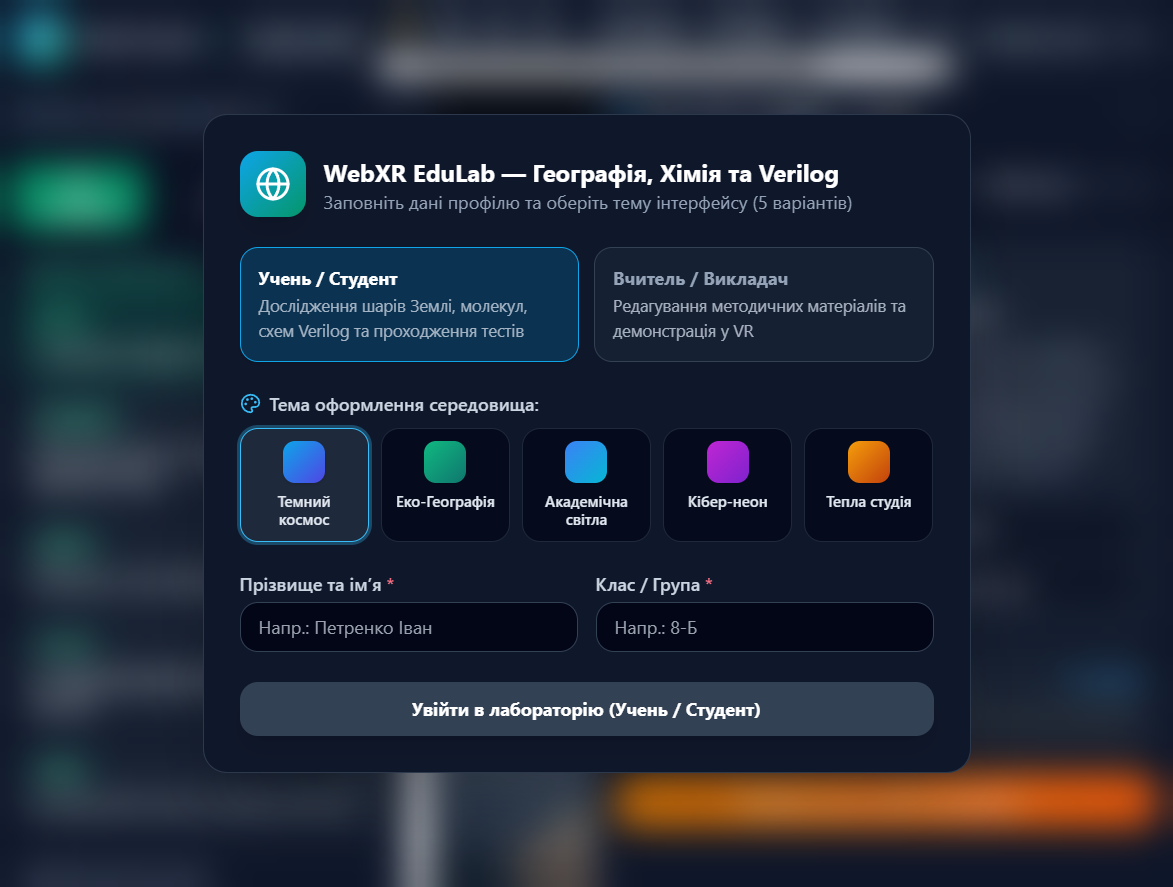 WebXR EduLab — Географія, Хімія та Verilog
Заповніть дані профілю та оберіть тему інтерфейсу (5 варіантів)
Учень / Студент
Дослідження шарів Землі, молекул,
схем Verilog та проходження тестів
Вчитель / Викладач
Редагування методичних матеріалів та
демонстрація у VR
Тема оформлення середовища:
Темний
космос
Еко-Географія
Академічна
світла
Кібер-неон
Тепла студія
Прізвище та ім’я *
Клас / Група *
Напр.: Петренко Іван
Напр.: 8-Б
Увійти в лабораторію (Учень / Студент)